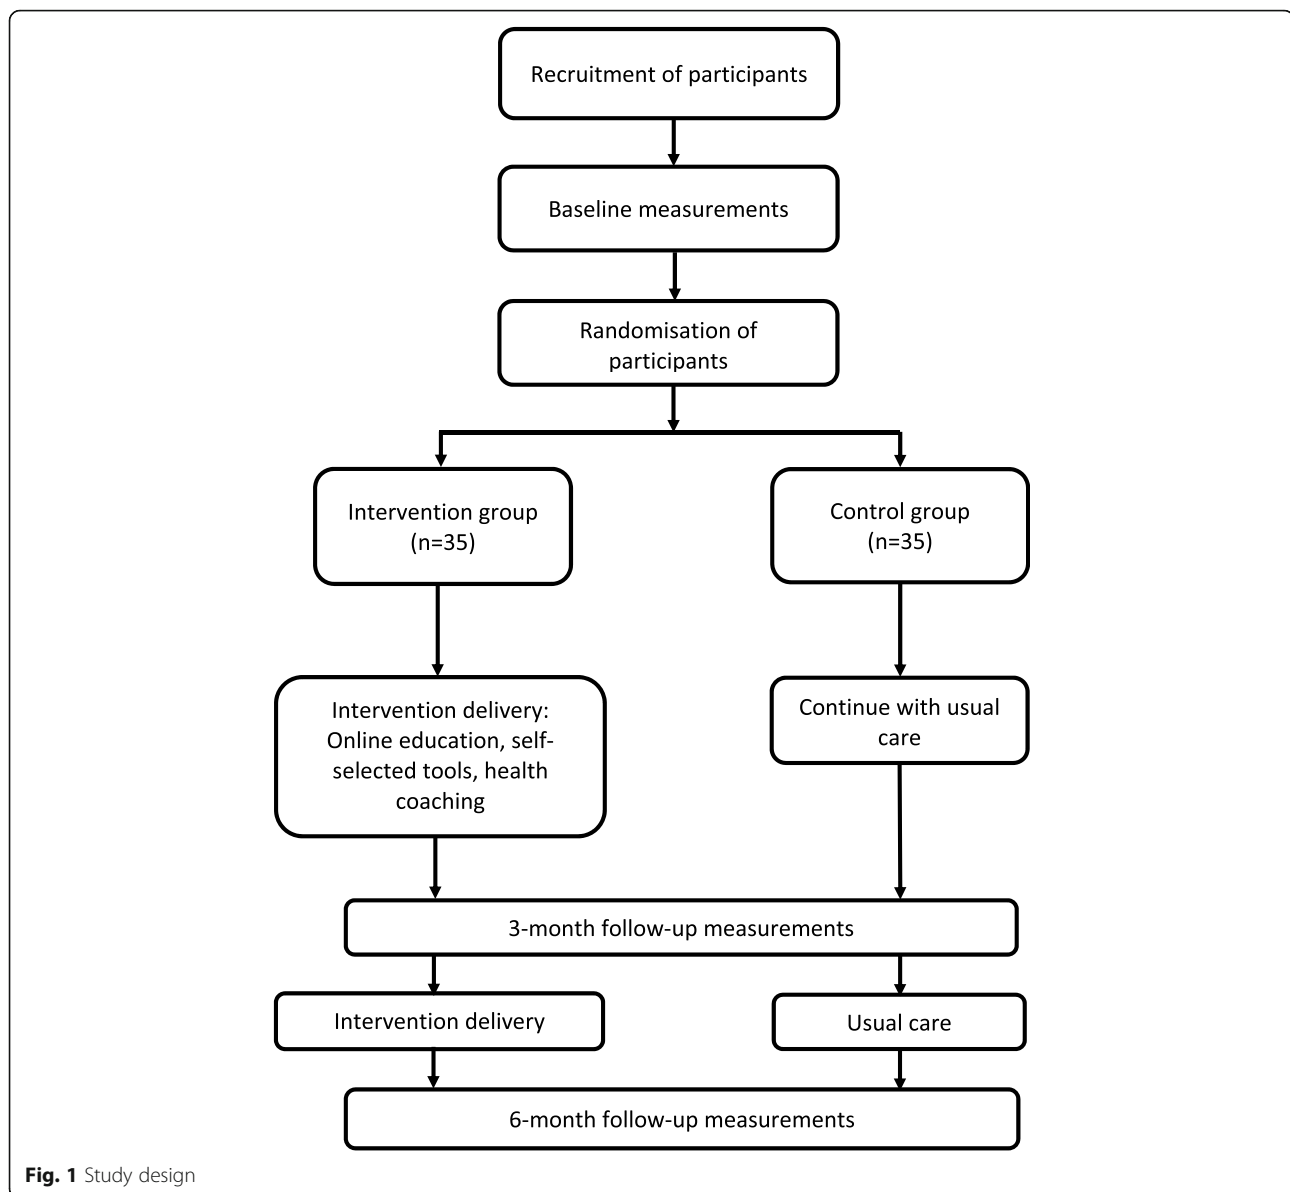 Recruitment of participants
Baseline measurements
Randomisation of
participants
Intervention group
(n=35)
Control group
(n=35)
Intervention delivery:
Online education, self-
selected tools, health
coaching
Continue with usual
care
3-month follow-up measurements
Intervention delivery
Usual care
6-month follow-up measurements
Fig. 1 Study design